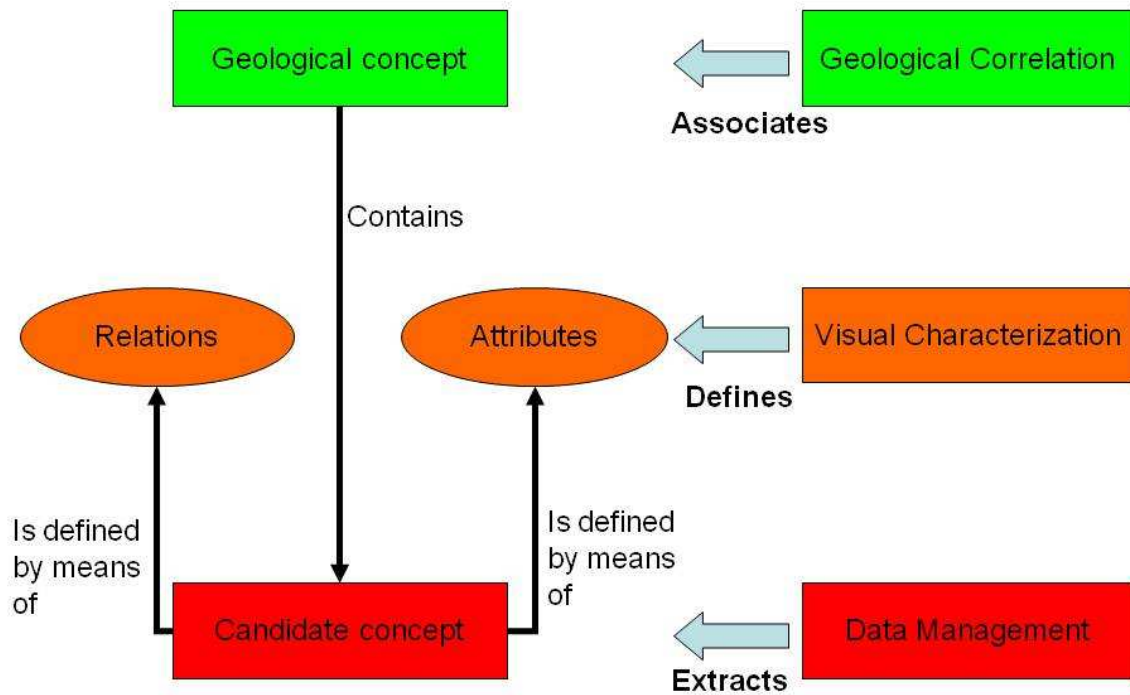 Geological concept
Geological Correlation
Associates
Contains
Relations
Attributes
Visual Characterization
Defines
Is defined
by means
of
Is defined
by means
of
Candidate concept
Data Management
Extracts